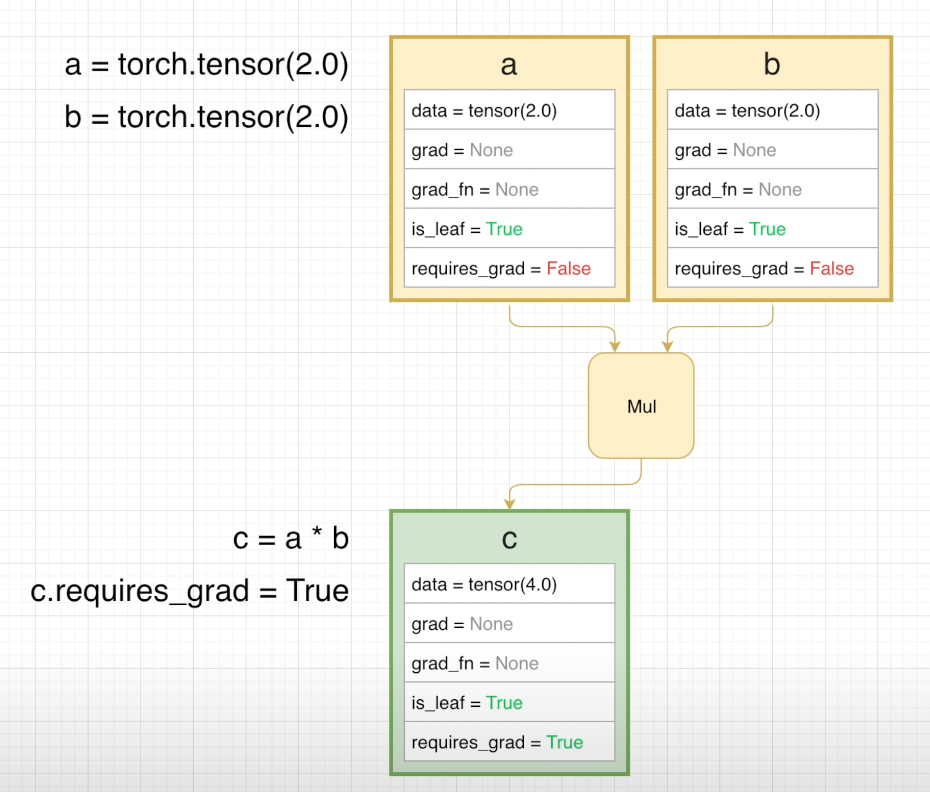 a = torch.tensor(2.0)
b = torch.tensor(2.0)
a
data = tensor(2.0)
grad = None
grad_fn = None
is_leaf = True
requires_grad = False
b
data = tensor(2.0)
grad = None
grad_fn = None
is_leaf = True
requires_grad = False
Mul
c = a * b
c.requires_grad = True
c
data = tensor(4.0)
grad = None
grad_fn = None
is_leaf = True
requires_grad = True